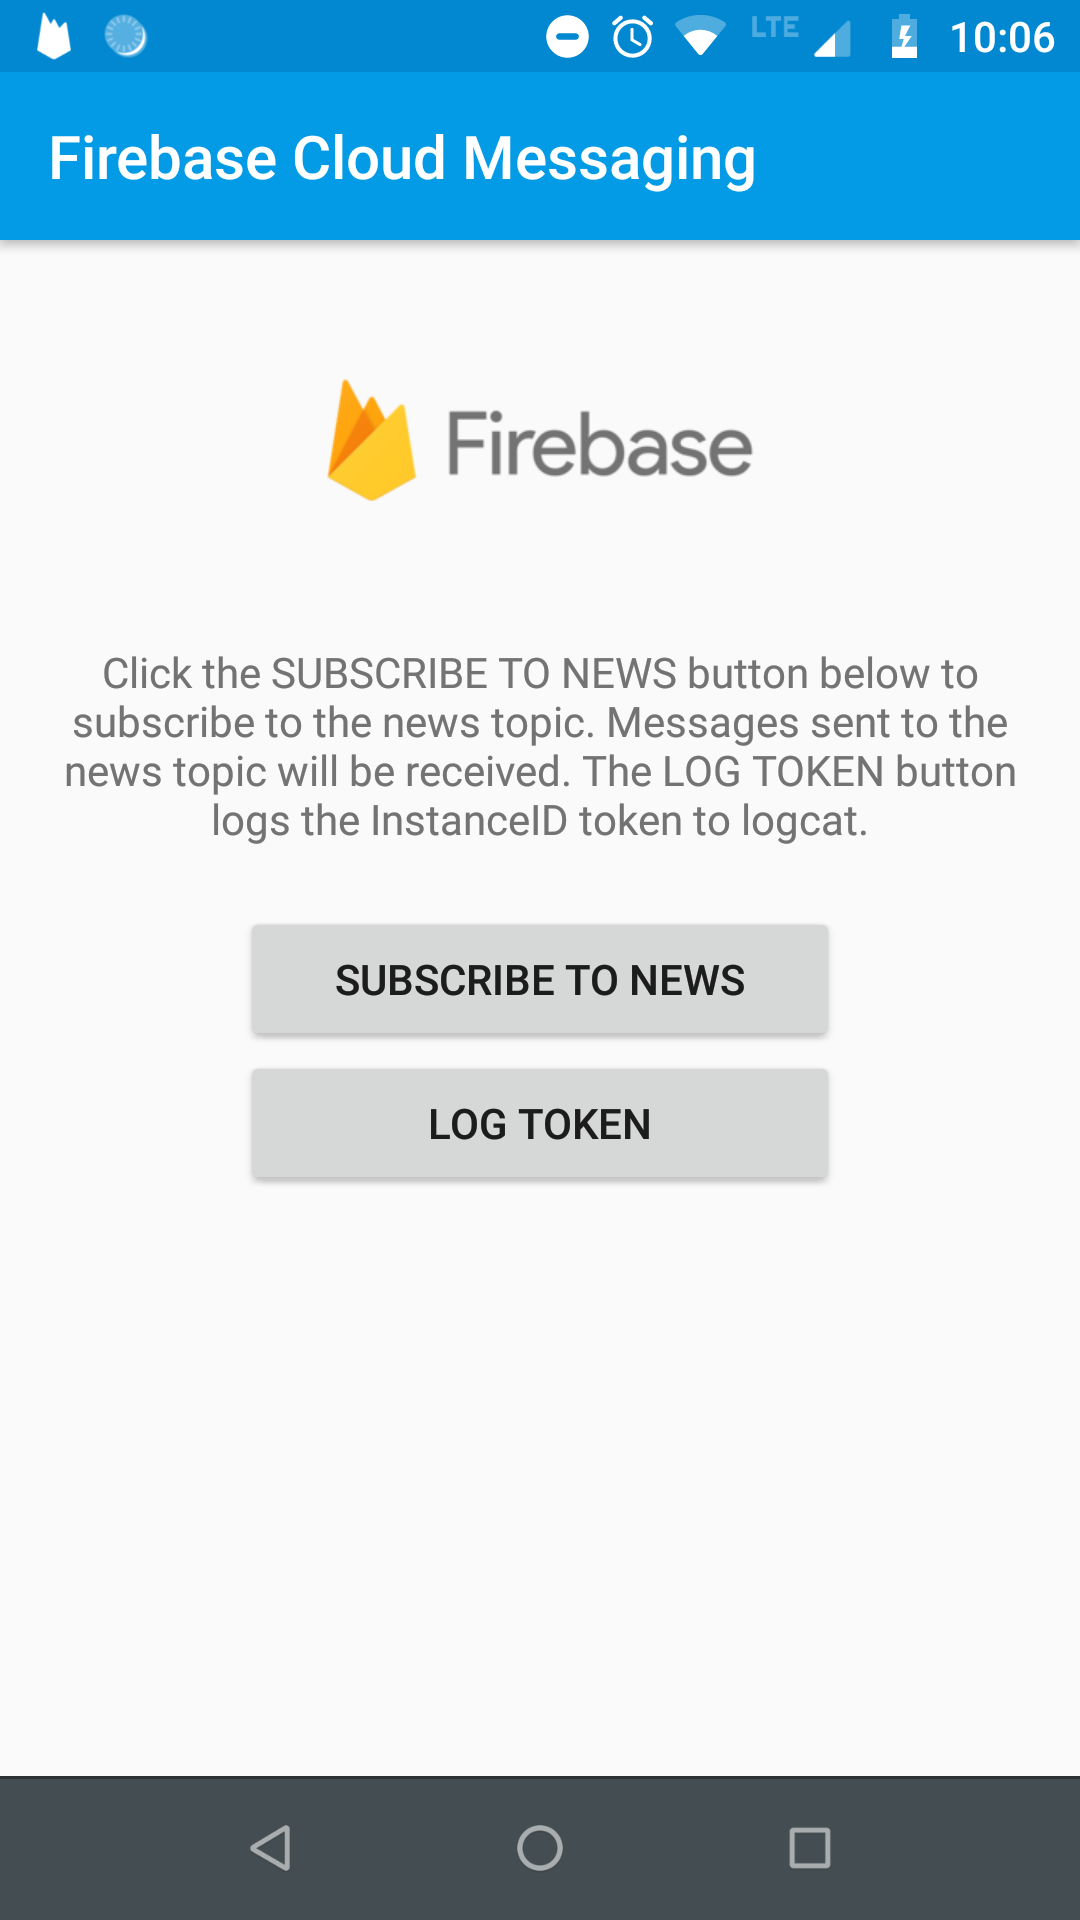 LTE 10:06
Firebase Cloud Messaging
Firebase
Click the SUBSCRIBE TO NEWS button below to
subscribe to the news topic. Messages sent to the
news topic will be received. The LOG TOKEN button
logs the InstanceID token to logcat.
SUBSCRIBE TO NEWS
LOG TOKEN